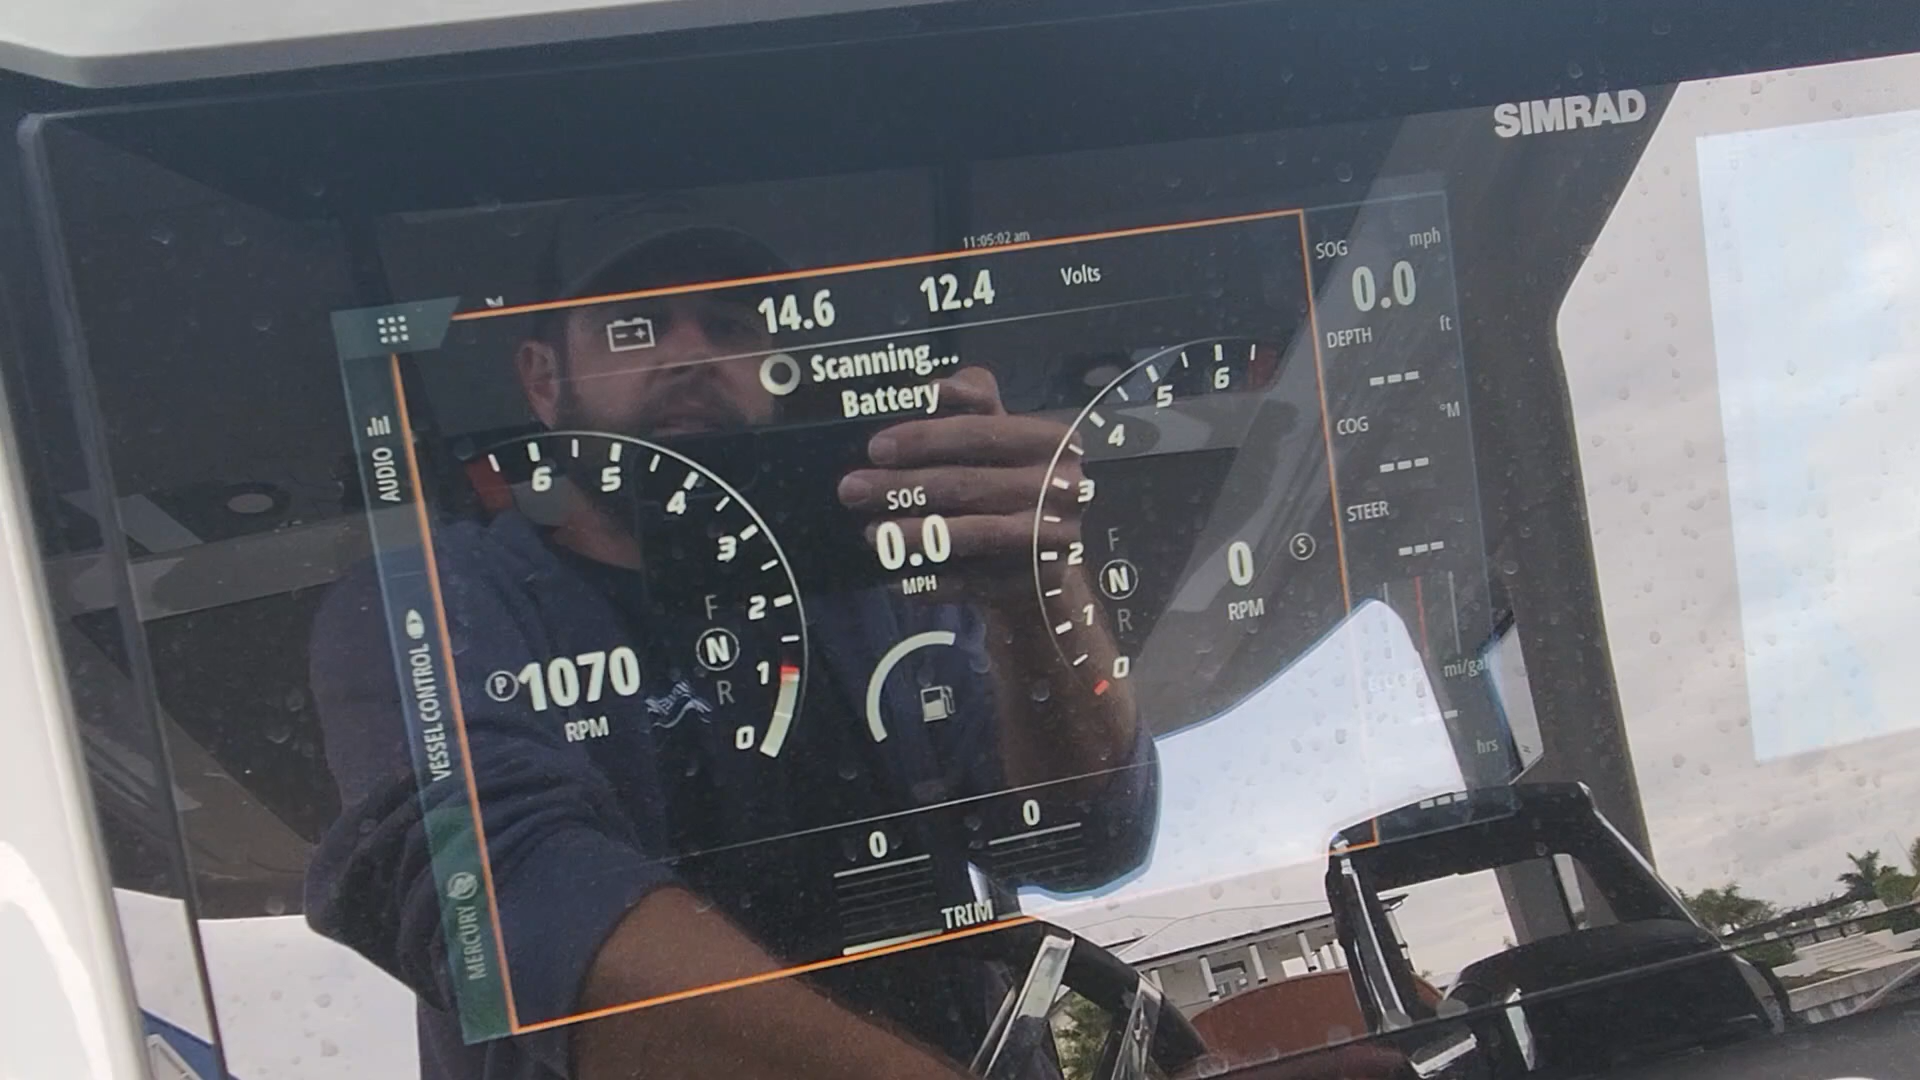 SIMRAD
11:05:02 am
14.6 12.4 Volts
Scanning...
Battery
SOG mph
0.0
DEPTH ft
---
COG °M
---
STEER
---
mi/gal
hrs
---
AUDIO
VESSEL CONTROL
MERCURY
6 5 4 3 2 1 0
F
N
R
P 1070
RPM
SOG
0.0
MPH
6 5 4 3 2 1 0
F
N
R
0 S
RPM
0 0
TRIM